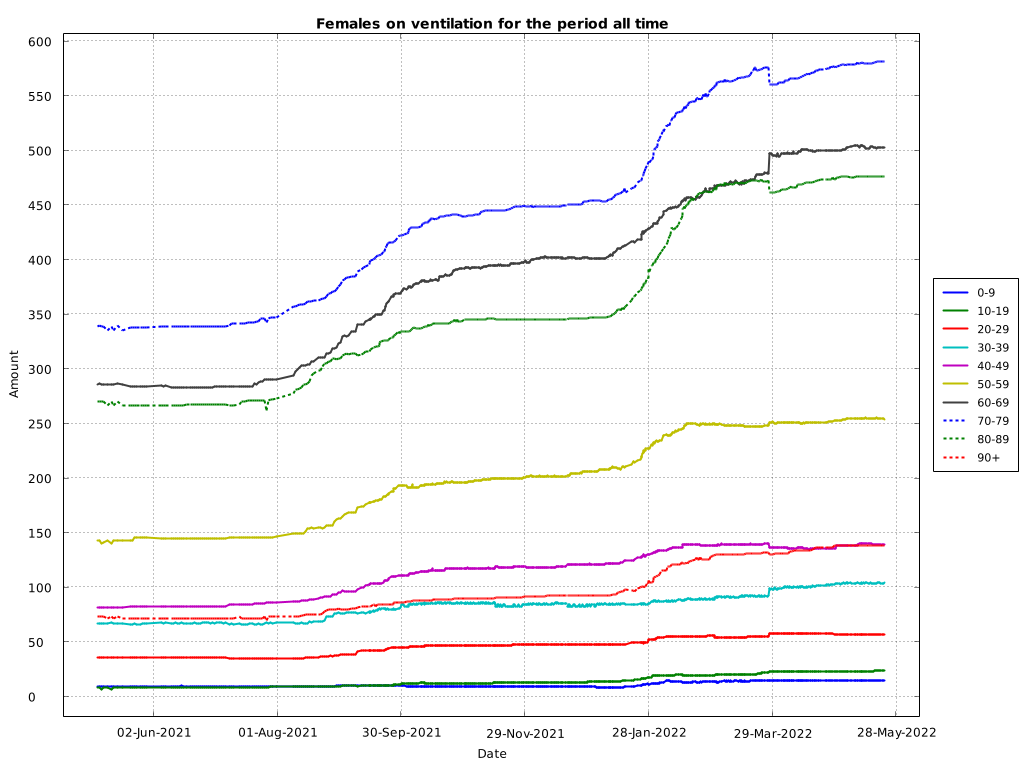 Females on ventilation for the period all time
600
550
500
450
400
350
300
250
200
150
100
50
0
Amount
02-Jun-2021
01-Aug-2021
30-Sep-2021
29-Nov-2021
28-Jan-2022
29-Mar-2022
28-May-2022
Date
0-9
10-19
20-29
30-39
40-49
50-59
60-69
70-79
80-89
90+